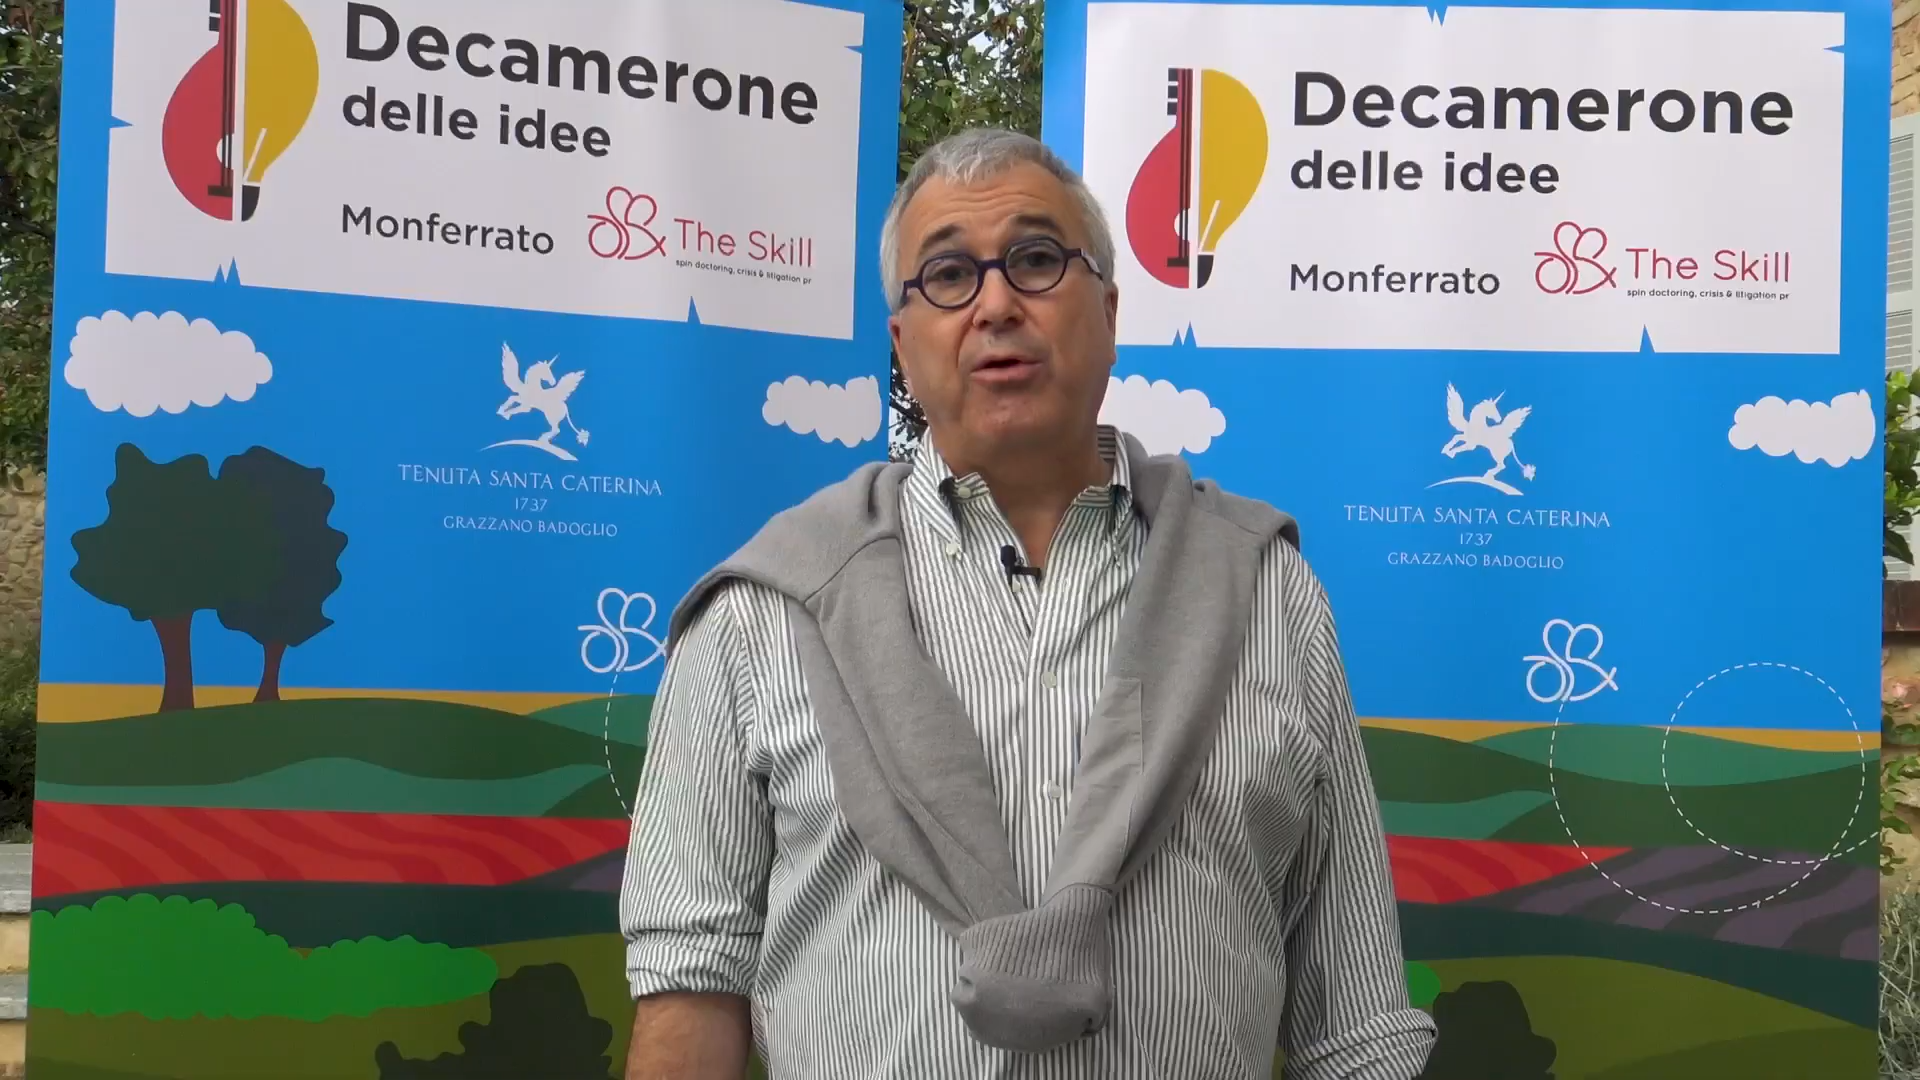 Decamerone
delle idee
Monferrato
The Skill
spin doctoring, crisis & litigation pr
TENUTA SANTA CATERINA
1737
GRAZZANO BADOGLIO
Decamerone
delle idee
Monferrato
The Skill
spin doctoring, crisis & litigation pr
TENUTA SANTA CATERINA
1737
GRAZZANO BADOGLIO